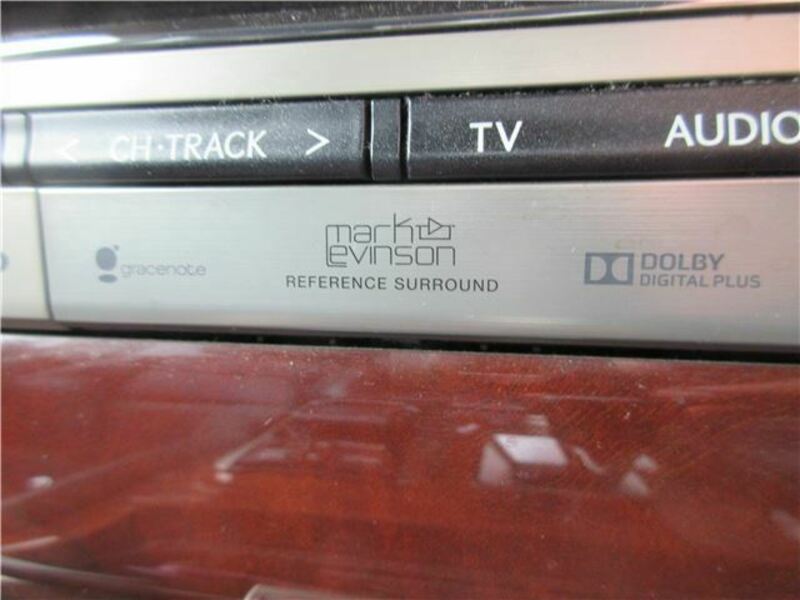 < CH·TRACK >
TV
AUDIO
gracenote
mark
levinson
REFERENCE SURROUND
DOLBY
DIGITAL PLUS